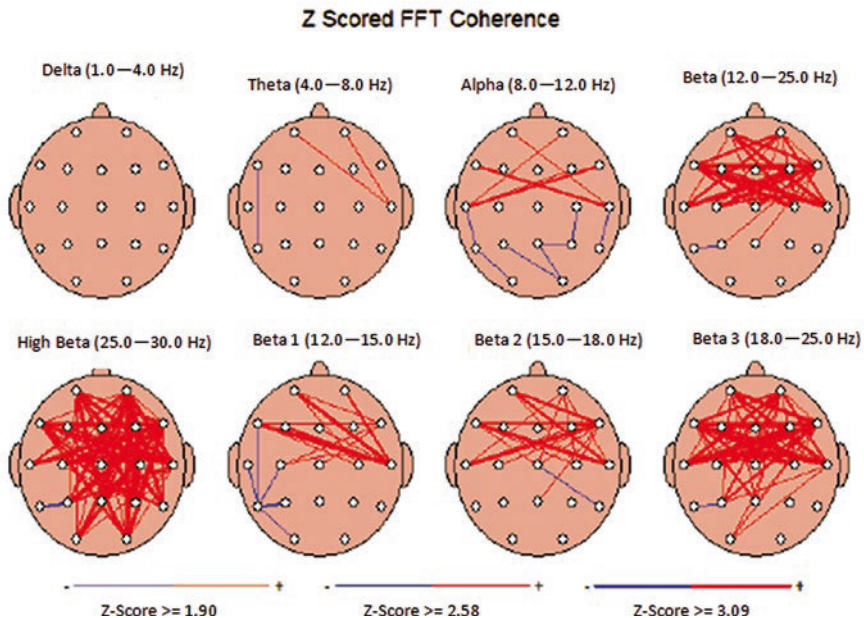 Z Scored FFT Coherence
Delta (1.0—4.0 Hz)
Theta (4.0—8.0 Hz)
Alpha (8.0—12.0 Hz)
Beta (12.0—25.0 Hz)
High Beta (25.0—30.0 Hz)
Beta 1 (12.0—15.0 Hz)
Beta 2 (15.0—18.0 Hz)
Beta 3 (18.0—25.0 Hz)
- +
Z-Score >= 1.90
- +
Z-Score >= 2.58
- +
Z-Score >= 3.09